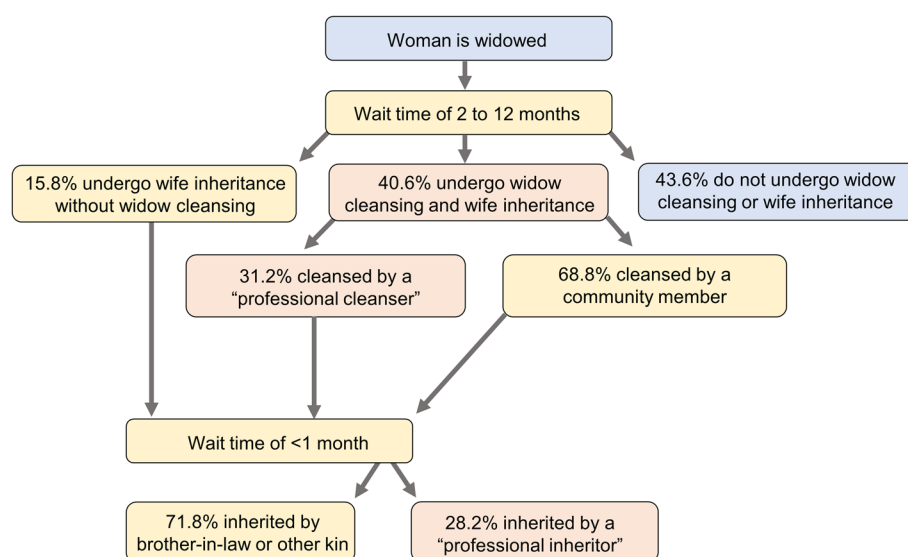 Woman is widowed
Wait time of 2 to 12 months
15.8% undergo wife inheritance
without widow cleansing
40.6% undergo widow
cleansing and wife inheritance
43.6% do not undergo widow
cleansing or wife inheritance
31.2% cleansed by a
“professional cleanser”
68.8% cleansed by a
community member
Wait time of <1 month
71.8% inherited by
brother-in-law or other kin
28.2% inherited by a
“professional inheritor”